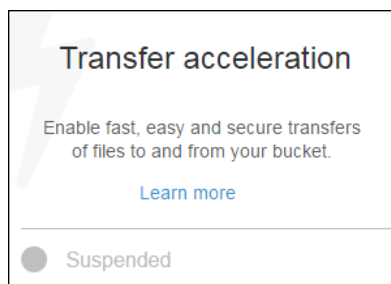 Transfer acceleration
Enable fast, easy and secure transfers
of files to and from your bucket.
Learn more
Suspended